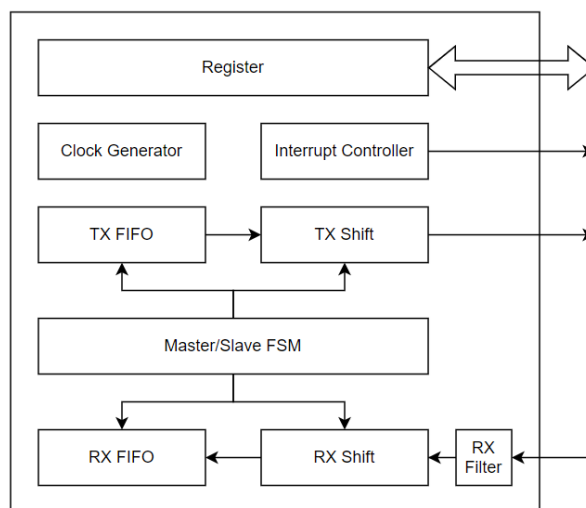 Register
Clock Generator
Interrupt Controller
TX FIFO
TX Shift
Master/Slave FSM
RX FIFO
RX Shift
RX
Filter